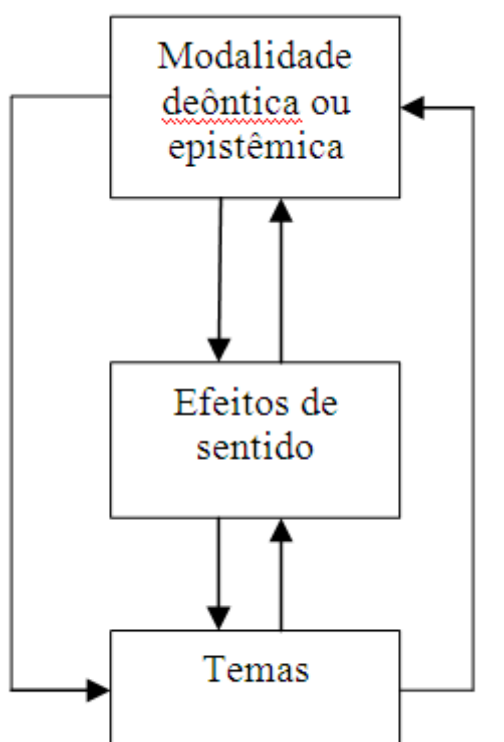 Modalidade
deôntica ou
epistêmica
Efeitos de
sentido
Temas